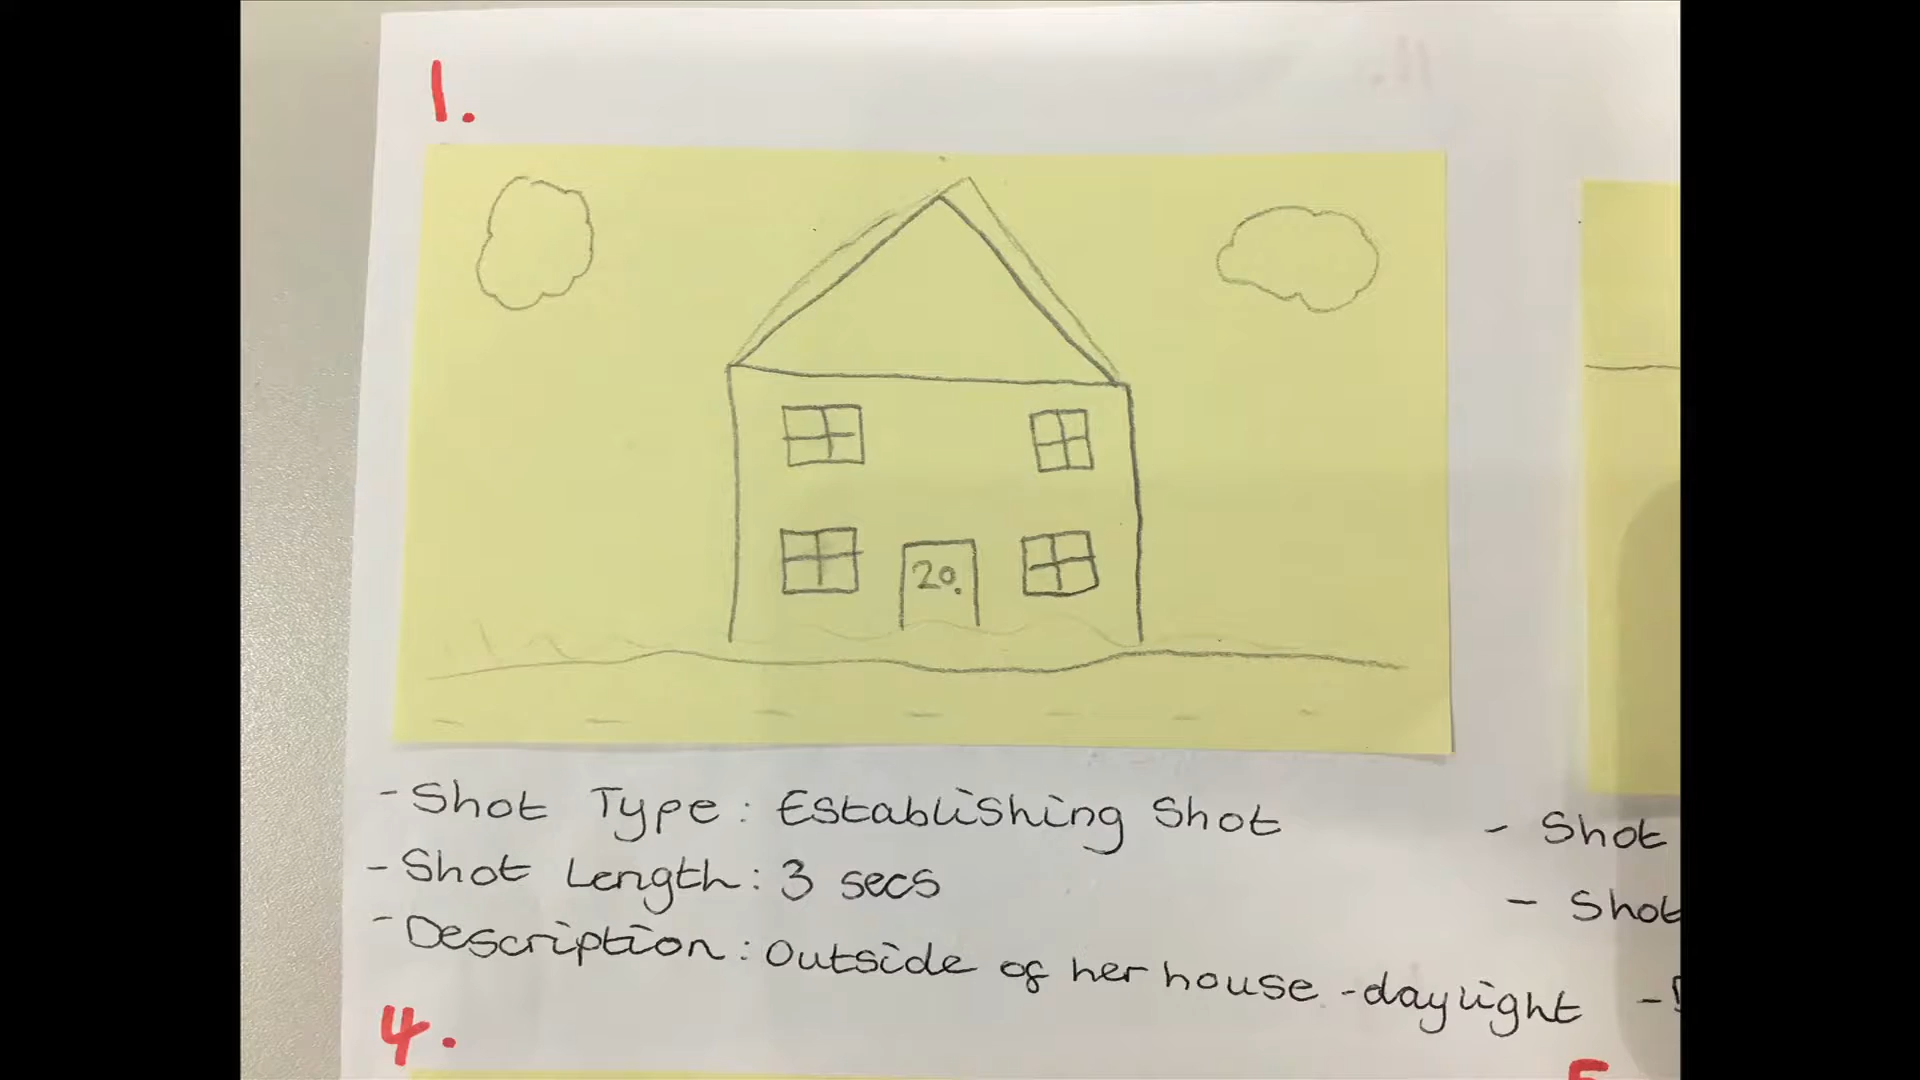 1.
20.
- Shot Type : Establishing Shot
- Shot Length : 3 secs
- Description : Outside of her house - daylight
- Shot
- Shot
4.
5